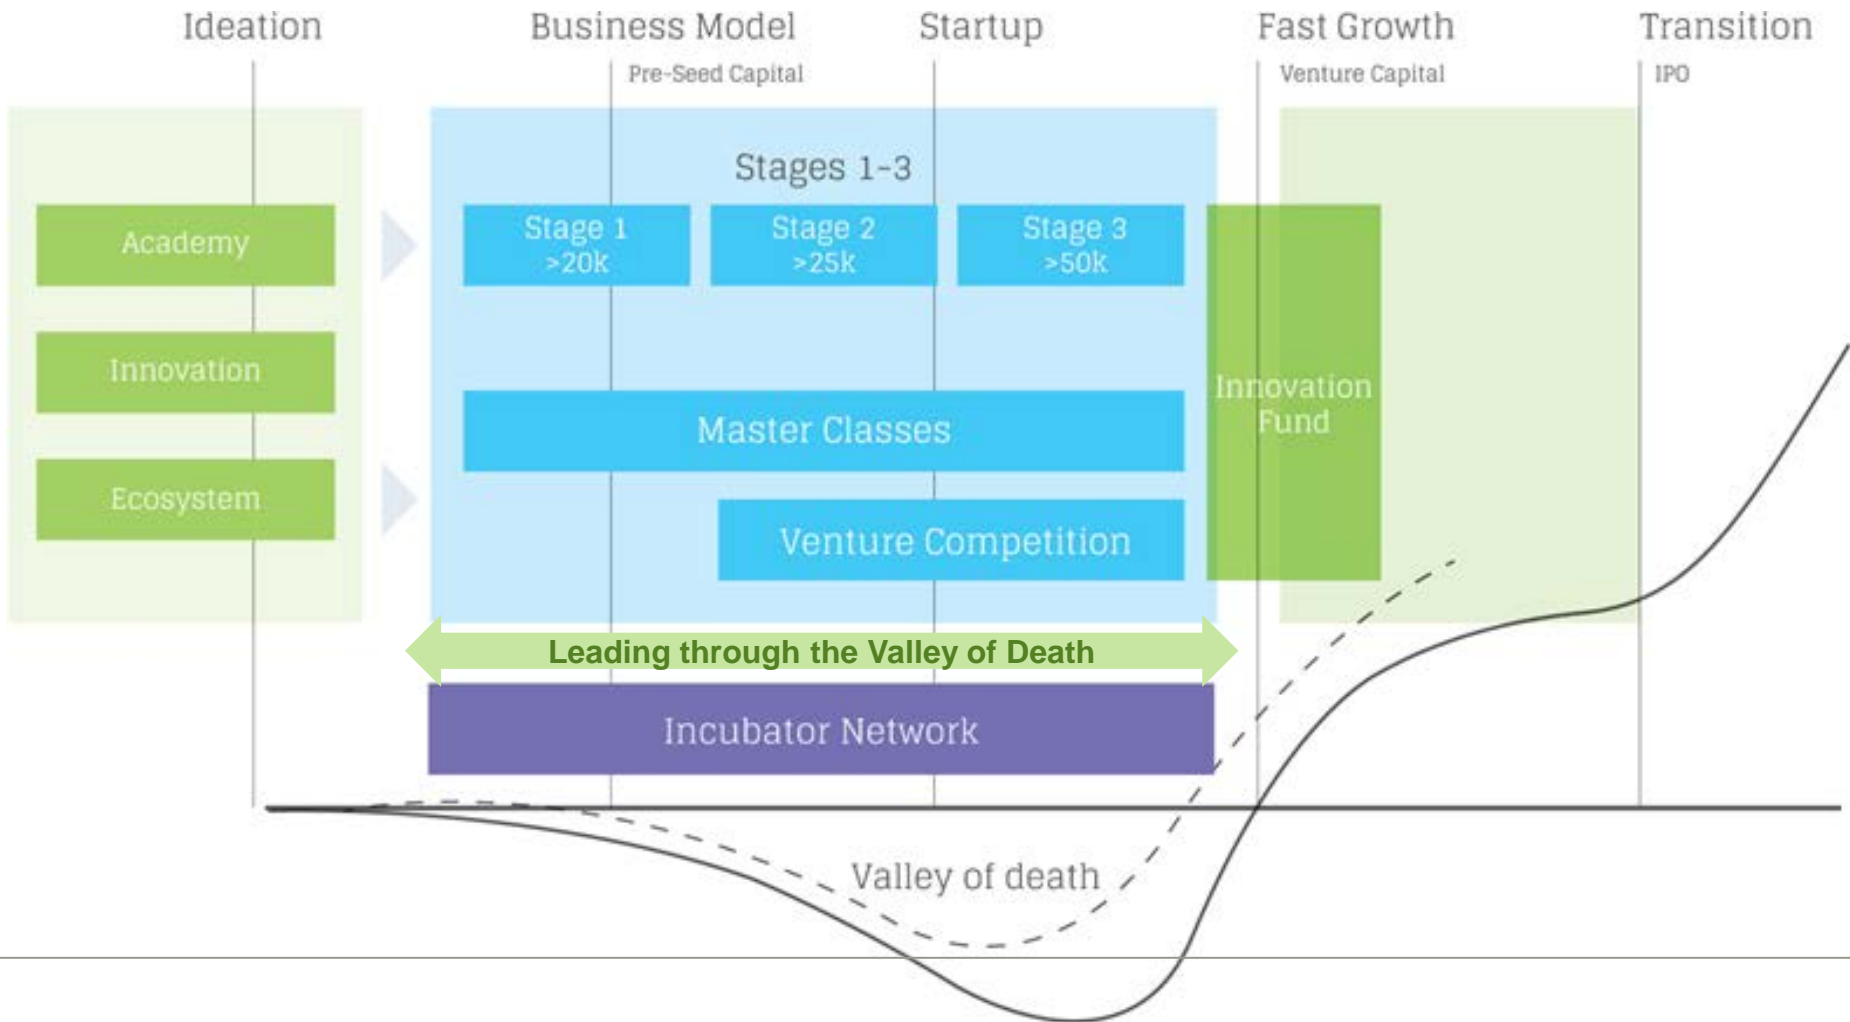 Ideation
Business Model
Startup
Fast Growth
Transition
Pre-Seed Capital
Venture Capital
IPO
Stages 1-3
Academy
Stage 1
>20k
Stage 2
>25k
Stage 3
>50k
Innovation
Innovation
Fund
Master Classes
Ecosystem
Venture Competition
Leading through the Valley of Death
Incubator Network
Valley of death